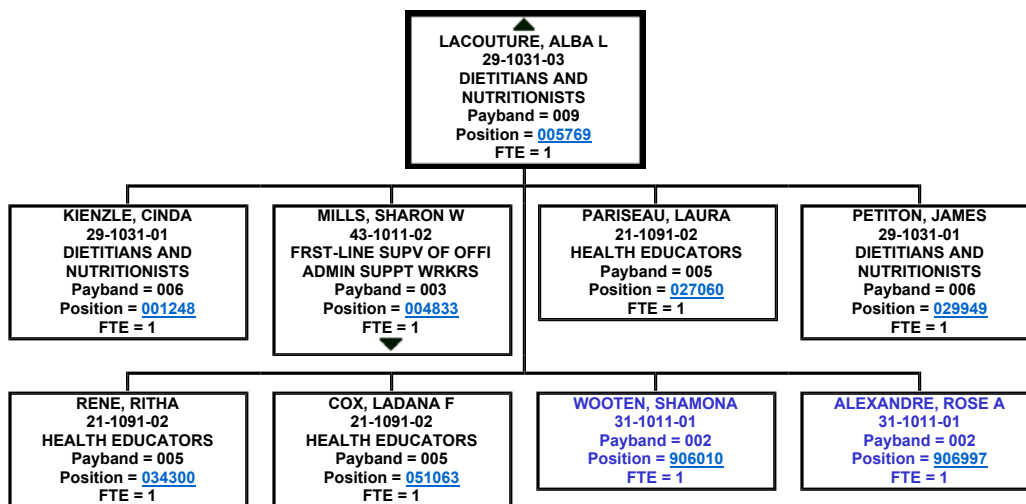 LACOUTURE, ALBA L
29-1031-03
DIETITIANS AND
NUTRITIONISTS
Payband = 009
Position = 005769
FTE = 1
KIENZLE, CINDA
29-1031-01
DIETITIANS AND
NUTRITIONISTS
Payband = 006
Position = 001248
FTE = 1
MILLS, SHARON W
43-1011-02
FRST-LINE SUPV OF OFFI
ADMIN SUPPT WRKRS
Payband = 003
Position = 004833
FTE = 1
PARISEAU, LAURA
21-1091-02
HEALTH EDUCATORS
Payband = 005
Position = 027060
FTE = 1
PETITON, JAMES
29-1031-01
DIETITIANS AND
NUTRITIONISTS
Payband = 006
Position = 029949
FTE = 1
RENE, RITHA
21-1091-02
HEALTH EDUCATORS
Payband = 005
Position = 034300
FTE = 1
COX, LADANA F
21-1091-02
HEALTH EDUCATORS
Payband = 005
Position = 051063
FTE = 1
WOOTEN, SHAMONA
31-1011-01
Payband = 002
Position = 906010
FTE = 1
ALEXANDRE, ROSE A
31-1011-01
Payband = 002
Position = 906997
FTE = 1